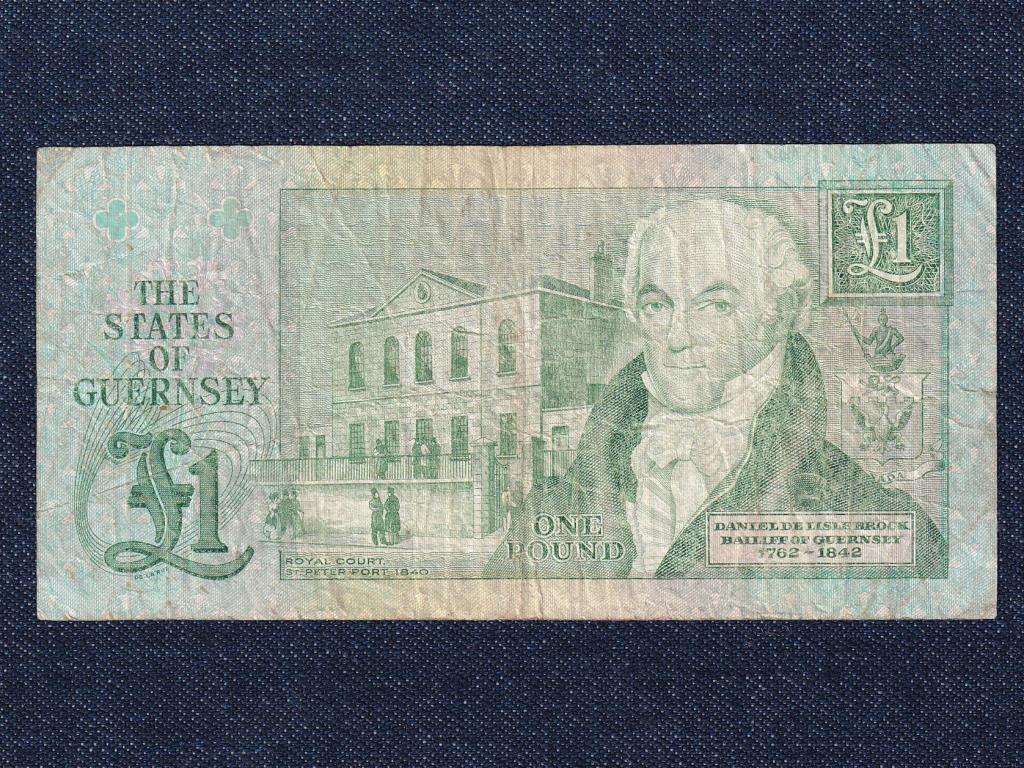 THE
STATES
OF
GUERNSEY
£1
£1
ROYAL COURT,
ST. PETER PORT 1840
ONE
POUND
DANIEL DE LISLE BROCK
BAILIFF OF GUERNSEY
1762 - 1842